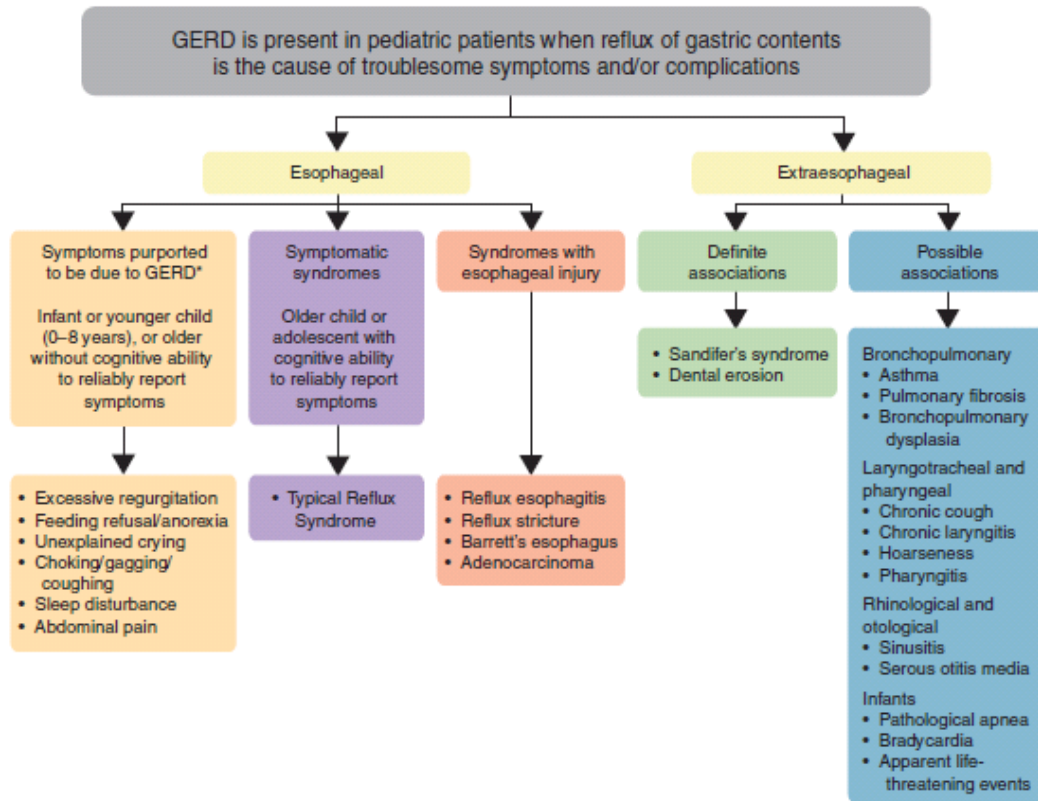 GERD is present in pediatric patients when reflux of gastric contents
is the cause of troublesome symptoms and/or complications
Esophageal
Extraesophageal
Symptoms purported
to be due to GERD*
Infant or younger child
(0–8 years), or older
without cognitive ability
to reliably report
symptoms
Symptomatic
syndromes
Older child or
adolescent with
cognitive ability
to reliably report
symptoms
Syndromes with
esophageal injury
Definite
associations
Possible
associations
• Excessive regurgitation
• Feeding refusal/anorexia
• Unexplained crying
• Choking/gagging/
coughing
• Sleep disturbance
• Abdominal pain
• Typical Reflux
Syndrome
• Reflux esophagitis
• Reflux stricture
• Barrett's esophagus
• Adenocarcinoma
• Sandifer's syndrome
• Dental erosion
Bronchopulmonary
• Asthma
• Pulmonary fibrosis
• Bronchopulmonary
dysplasia
Laryngotracheal and
pharyngeal
• Chronic cough
• Chronic laryngitis
• Hoarseness
• Pharyngitis
Rhinological and
otological
• Sinusitis
• Serous otitis media
Infants
• Pathological apnea
• Bradycardia
• Apparent life-
threatening events